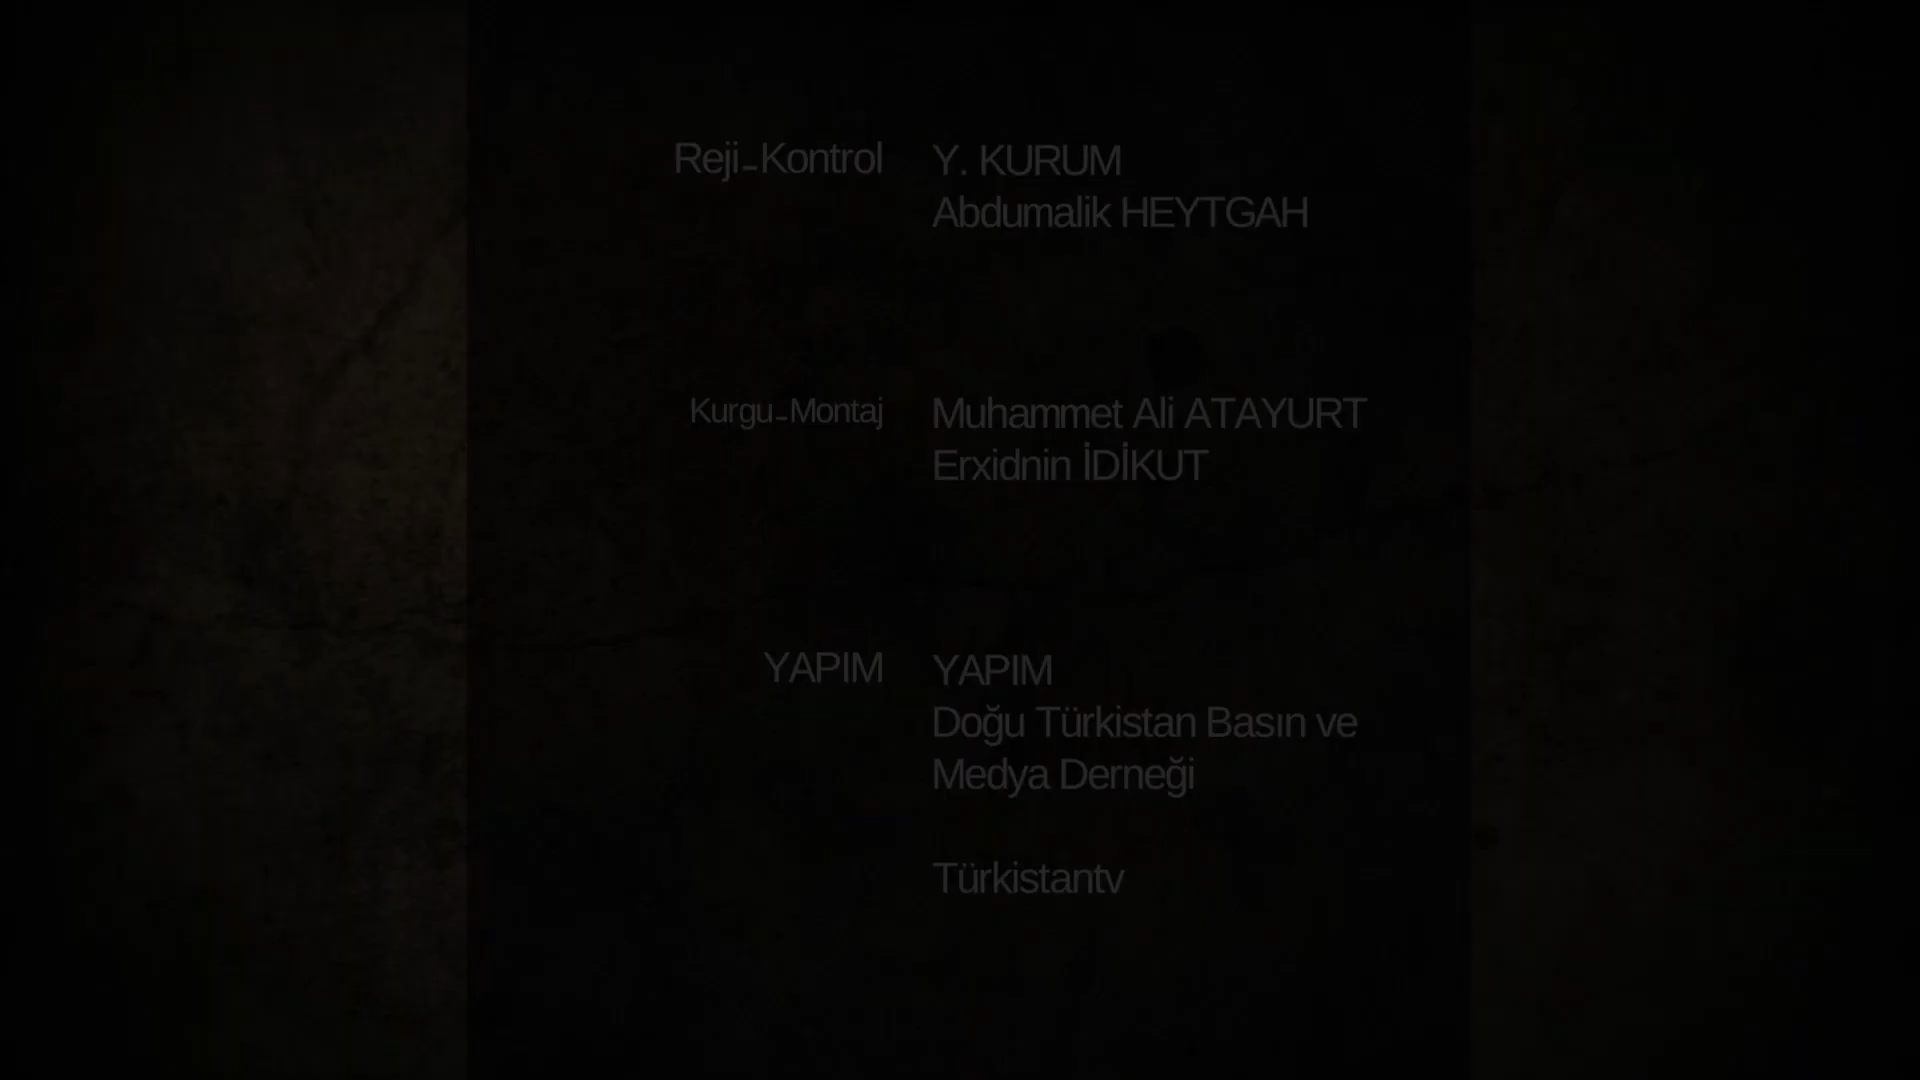 Reji-Kontrol Y. KURUM
Abdumalik HEYTGAH
Kurgu-Montaj Muhammet Ali ATAYURT
Erxidnin İDİKUT
YAPIM YAPIM
Doğu Türkistan Basın ve
Medya Derneği
Türkistantv